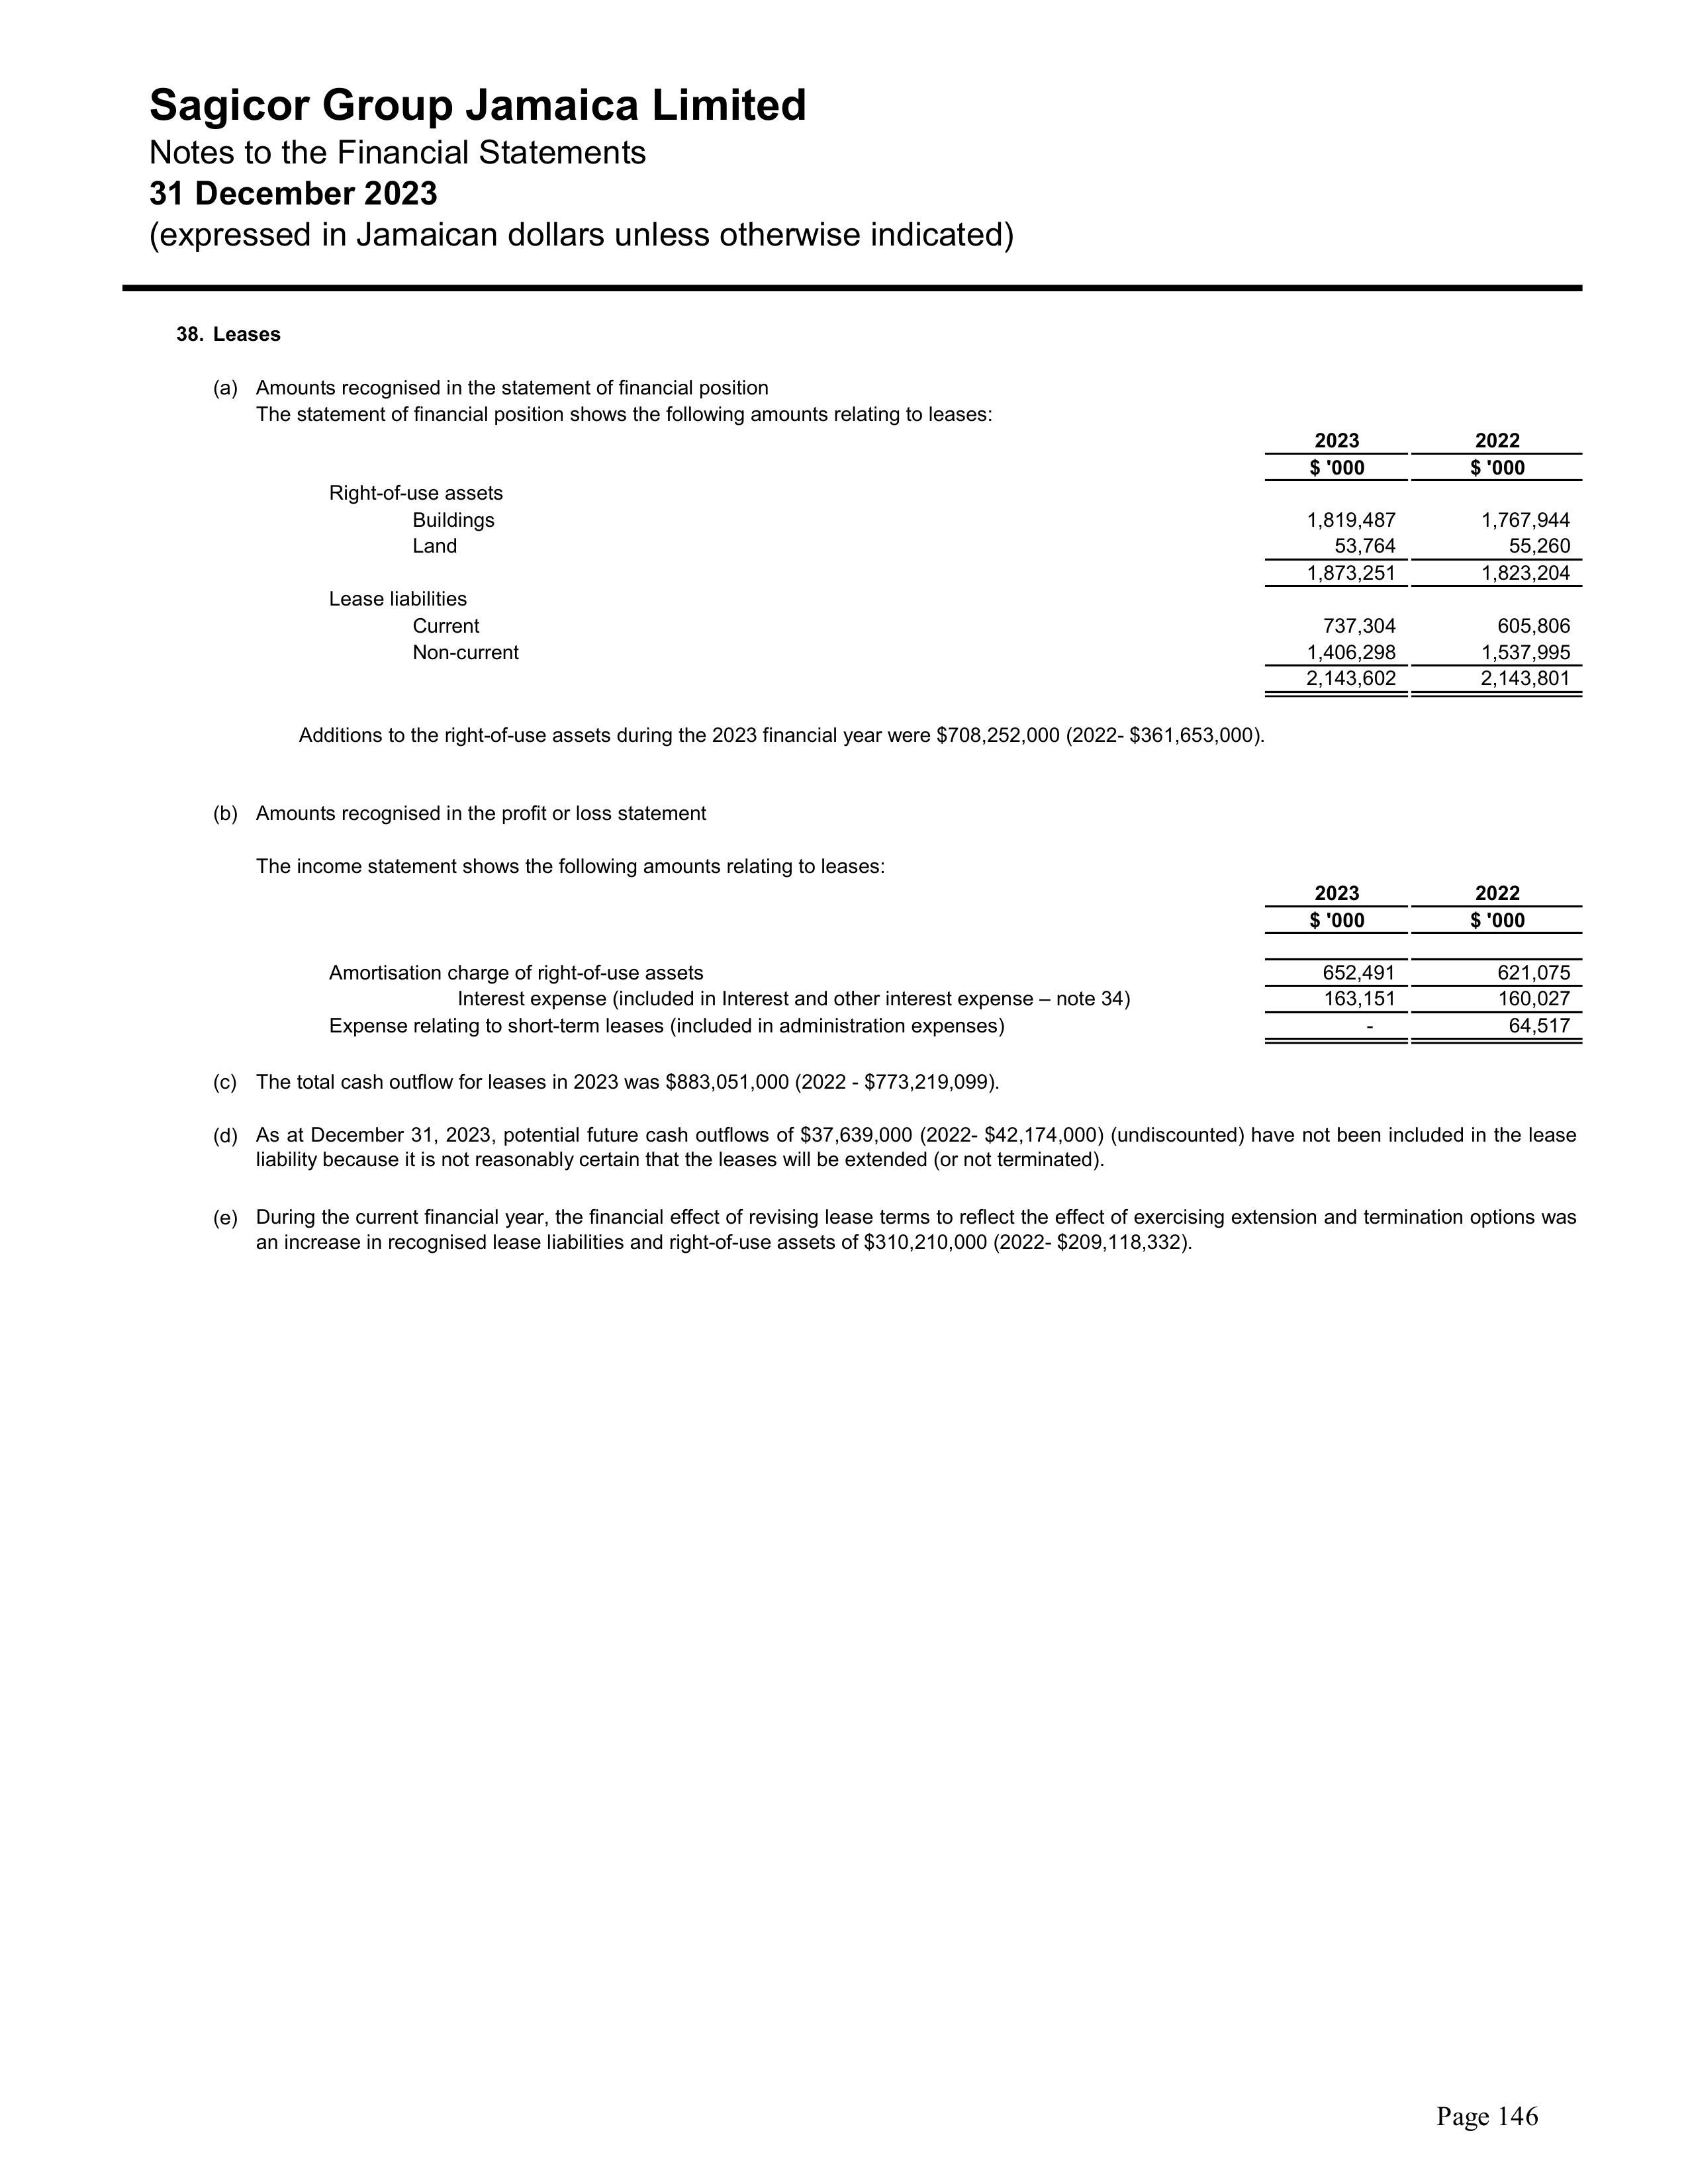 Sagicor Group Jamaica Limited
Notes to the Financial Statements
31 December 2023
(expressed in Jamaican dollars unless otherwise indicated)
38. Leases
(a) Amounts recognised in the statement of financial position
The statement of financial position shows the following amounts relating to leases:
2023 2022
$ '000 $ '000
Right-of-use assets
Buildings 1,819,487 1,767,944
Land 53,764 55,260
1,873,251 1,823,204
Lease liabilities
Current 737,304 605,806
Non-current 1,406,298 1,537,995
2,143,602 2,143,801
Additions to the right-of-use assets during the 2023 financial year were $708,252,000 (2022- $361,653,000).
(b) Amounts recognised in the profit or loss statement
The income statement shows the following amounts relating to leases:
2023 2022
$ '000 $ '000
Amortisation charge of right-of-use assets 652,491 621,075
Interest expense (included in Interest and other interest expense – note 34) 163,151 160,027
Expense relating to short-term leases (included in administration expenses) - 64,517
(c) The total cash outflow for leases in 2023 was $883,051,000 (2022 - $773,219,099).
(d) As at December 31, 2023, potential future cash outflows of $37,639,000 (2022- $42,174,000) (undiscounted) have not been included in the lease
liability because it is not reasonably certain that the leases will be extended (or not terminated).
(e) During the current financial year, the financial effect of revising lease terms to reflect the effect of exercising extension and termination options was
an increase in recognised lease liabilities and right-of-use assets of $310,210,000 (2022- $209,118,332).
Page 146